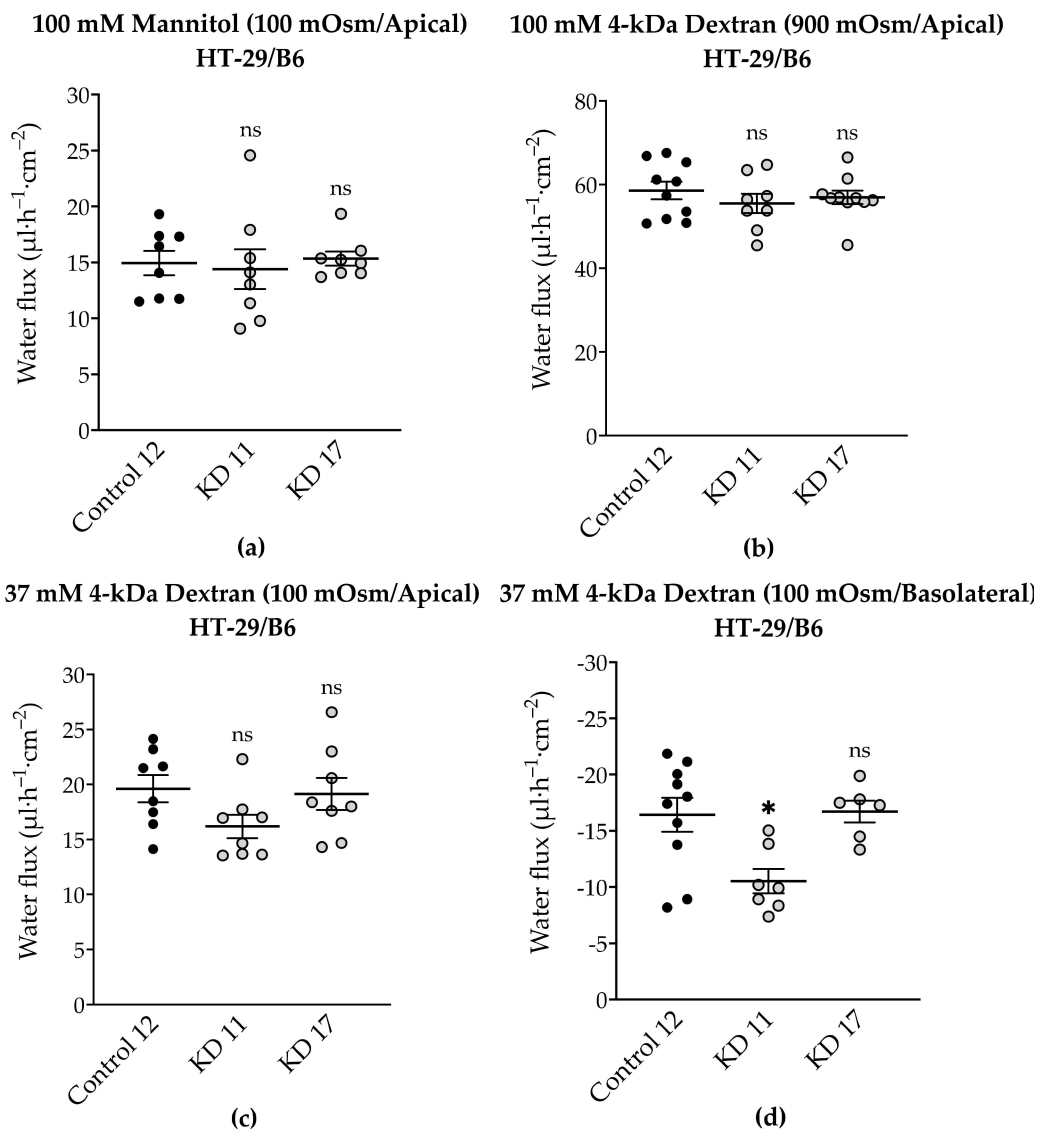 100 mM Mannitol (100 mOsm/Apical)
HT-29/B6
30
25
20
15
10
5
0
Water flux (µl·h⁻¹·cm⁻²)
ns
ns
Control 12
KD 11
KD 17
(a)
100 mM 4-kDa Dextran (900 mOsm/Apical)
HT-29/B6
80
60
40
20
0
Water flux (µl·h⁻¹·cm⁻²)
ns
ns
Control 12
KD 11
KD 17
(b)
37 mM 4-kDa Dextran (100 mOsm/Apical)
HT-29/B6
30
25
20
15
10
5
0
Water flux (µl·h⁻¹·cm⁻²)
ns
ns
Control 12
KD 11
KD 17
(c)
37 mM 4-kDa Dextran (100 mOsm/Basolateral)
HT-29/B6
-30
-25
-20
-15
-10
-5
0
Water flux (µl·h⁻¹·cm⁻²)
*
ns
Control 12
KD 11
KD 17
(d)